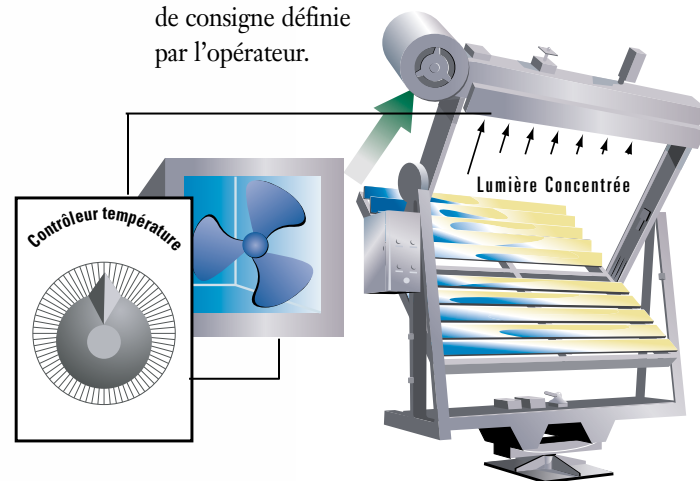 de consigne définie
par l’opérateur.
Lumière Concentrée
Contrôleur température